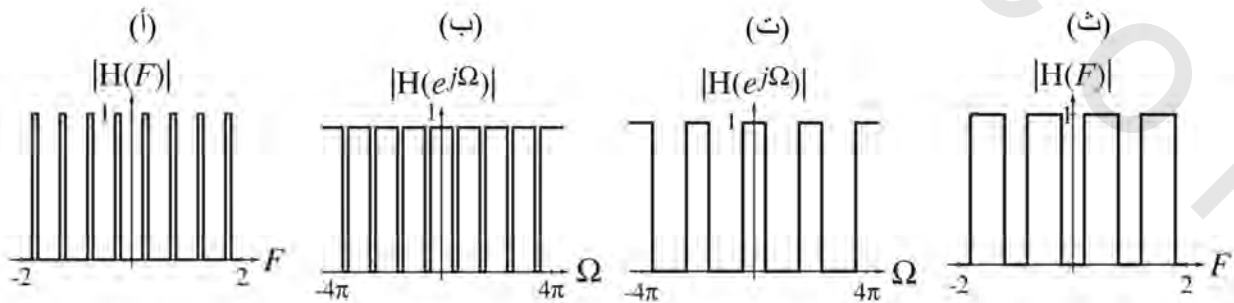 (أ) (ب) (ت) (ث)
|H(F)| |H(e^{jΩ})| |H(e^{jΩ})| |H(F)|
1 1 1 1
-2 2 F -4π 4π Ω -4π 4π Ω -2 2 F